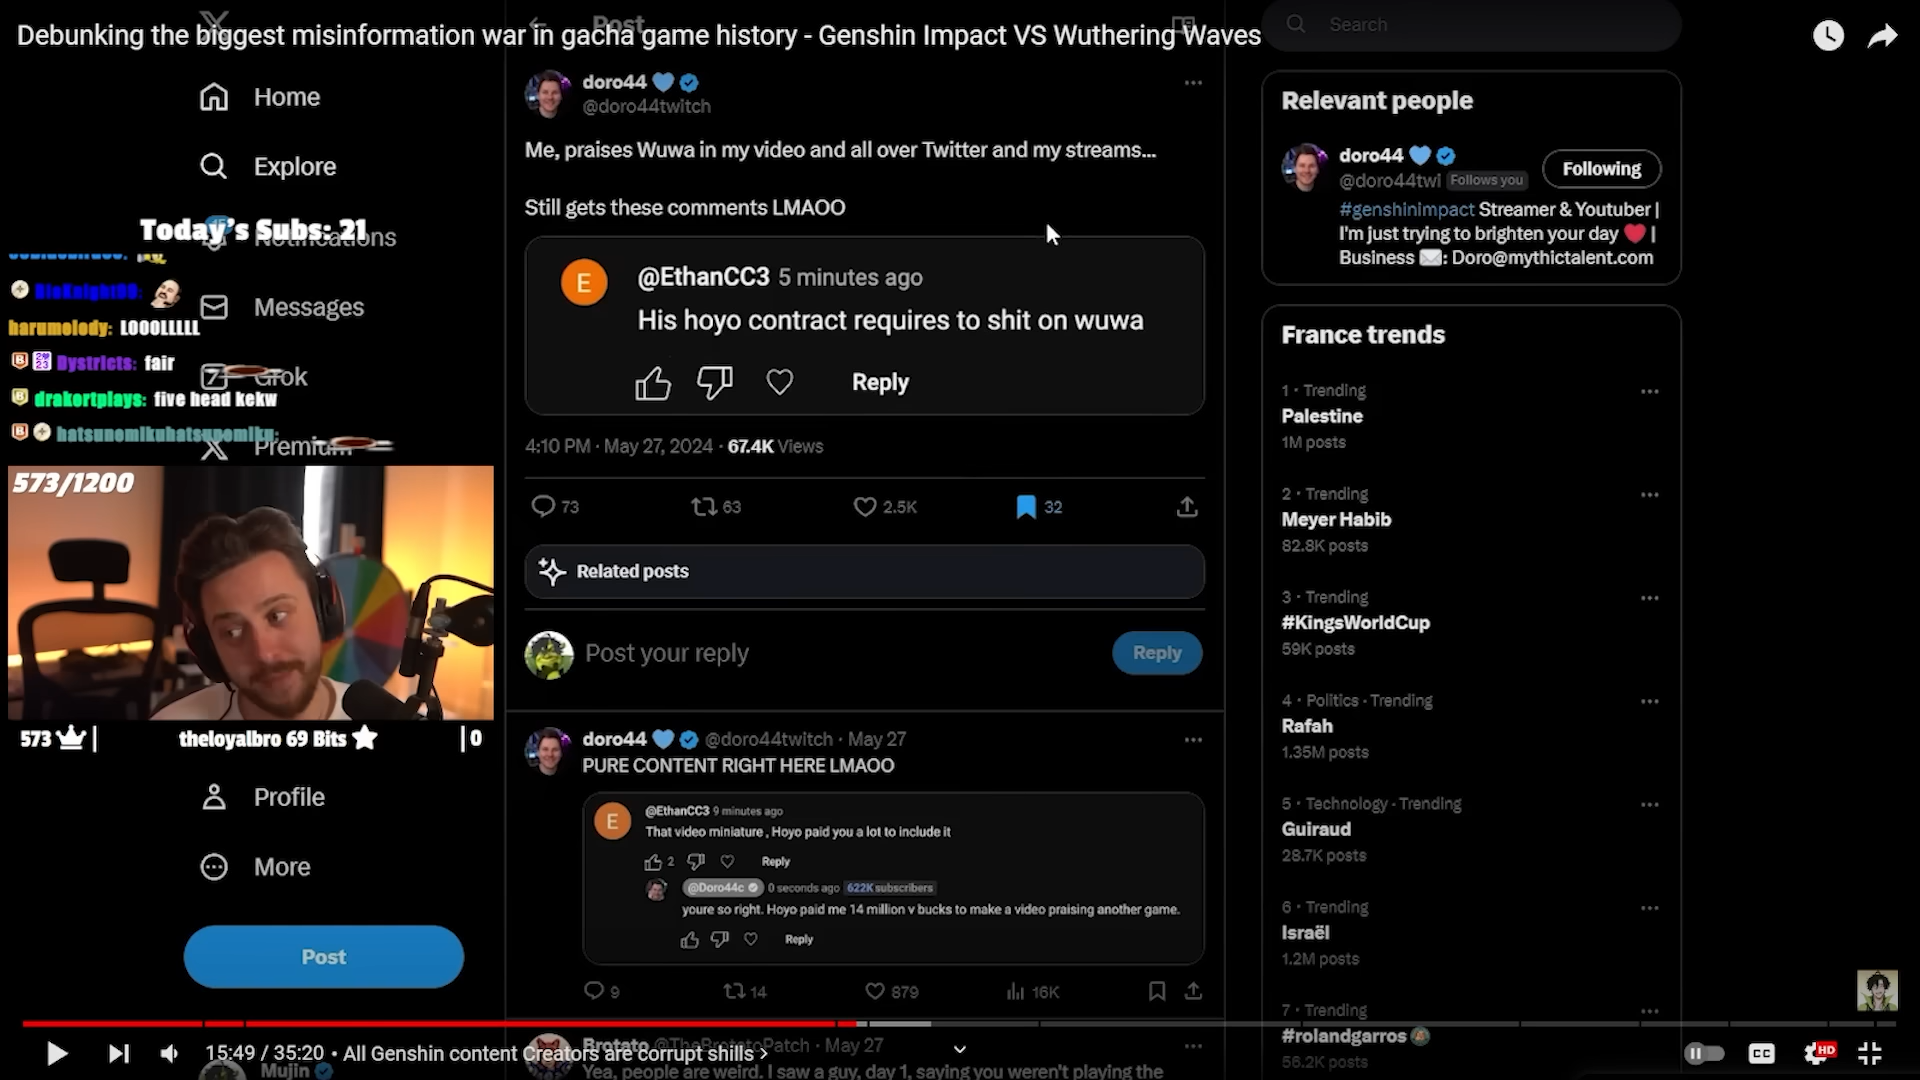 Debunking the biggest misinformation war in gacha game history - Genshin Impact VS Wuthering Waves
Post
Search
Home
Explore
Notifications
Messages
Grok
Premium
Profile
More
Post
Today's Subs: 21
harumelody: LOOOLLLLL
Dystricts: fair
drakortplays: five head kekw
hatsunomikuhatsunomiku:
573/1200
573
theloyalbro 69 Bits
0
doro44
@doro44twitch
Me, praises Wuwa in my video and all over Twitter and my streams...
Still gets these comments LMAOO
E
@EthanCC3 5 minutes ago
His hoyo contract requires to shit on wuwa
Reply
4:10 PM · May 27, 2024 · 67.4K Views
73 63 2.5K 32
Related posts
Post your reply
Reply
doro44 @doro44twitch · May 27
PURE CONTENT RIGHT HERE LMAOO
E
@EthanCC3 9 minutes ago
That video miniature , Hoyo paid you a lot to include it
2 Reply
@Doro44c 0 seconds ago 622K subscribers
youre so right. Hoyo paid me 14 million v bucks to make a video praising another game.
Reply
9 14 879 16K
Brotato @TheBrotatoPatch · May 27
Yea, people are weird. I saw a guy, day 1, saying you weren't playing the
Mujin
Relevant people
doro44
@doro44twi Follows you
Following
#genshinimpact Streamer & Youtuber |
I'm just trying to brighten your day |
Business : Doro@mythictalent.com
France trends
1 · Trending
Palestine
1M posts
2 · Trending
Meyer Habib
82.8K posts
3 · Trending
#KingsWorldCup
59K posts
4 · Politics · Trending
Rafah
1.35M posts
5 · Technology · Trending
Guiraud
28.7K posts
6 · Trending
Israël
1.2M posts
7 · Trending
#rolandgarros
56.2K posts
15:49 / 35:20 • All Genshin content Creators are corrupt shills
CC
HD